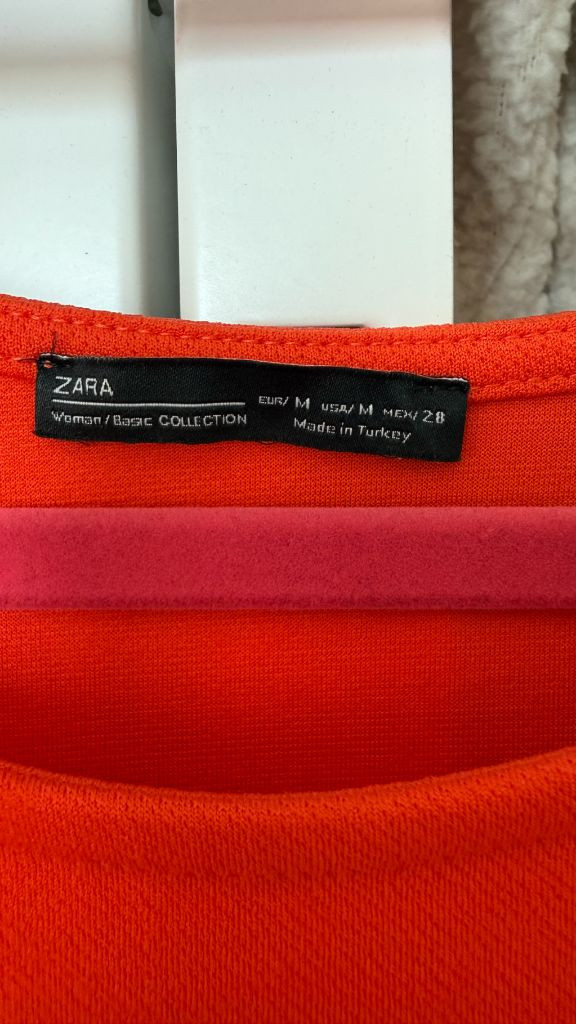 ZARA
Woman / Basic COLLECTION
EUR/ M USA/ M MEX/ 28
Made in Turkey